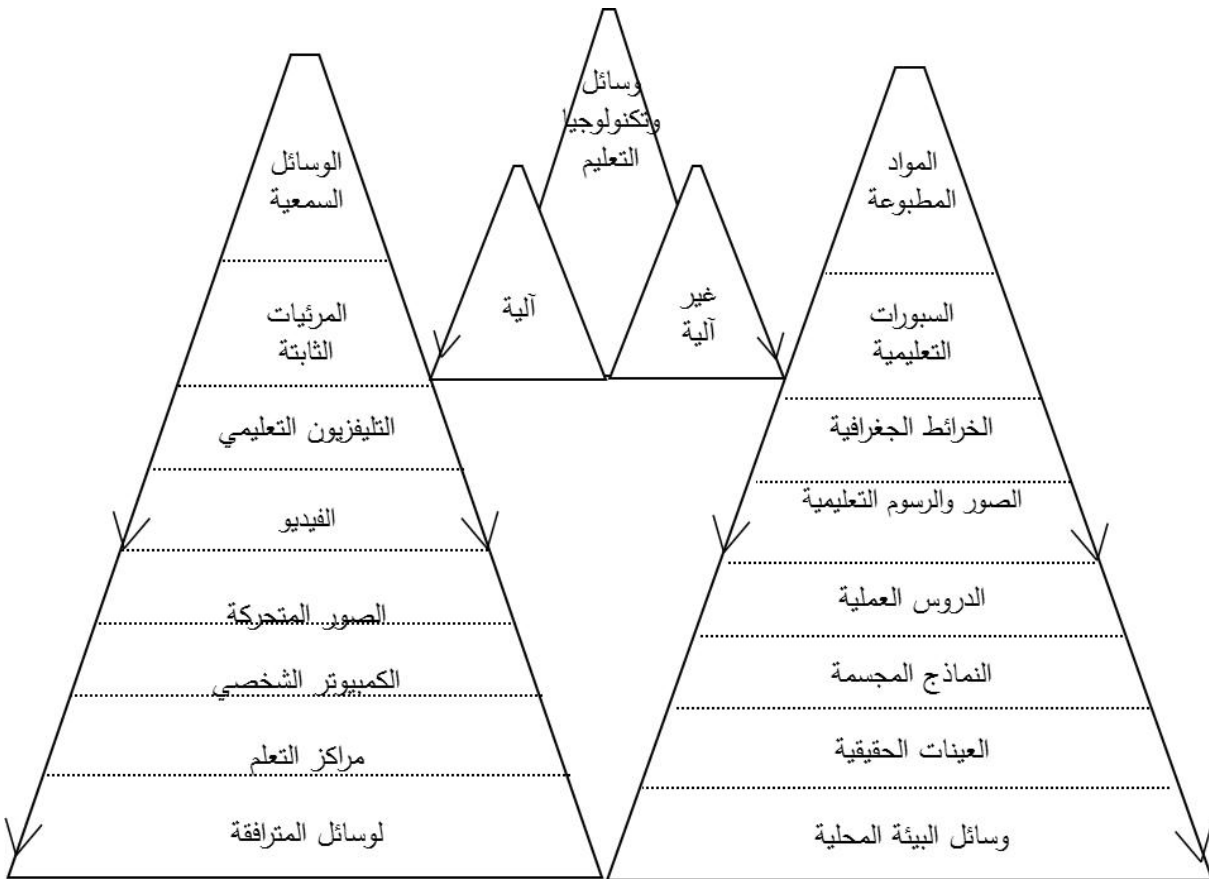 وسائل
وتكنولوجيا
التعليم
غير
آلية
آلية
المواد
المطبوعة
السبورات
التعليمية
الخرائط الجغرافية
الصور والرسوم التعليمية
الدروس العملية
النماذج المجسمة
العينات الحقيقية
وسائل البيئة المحلية
الوسائل
السمعية
المرئيات
الثابتة
التليفزيون التعليمي
الفيديو
الصور المتحركة
الكمبيوتر الشخصي
مراكز التعلم
لوسائل المترافقة